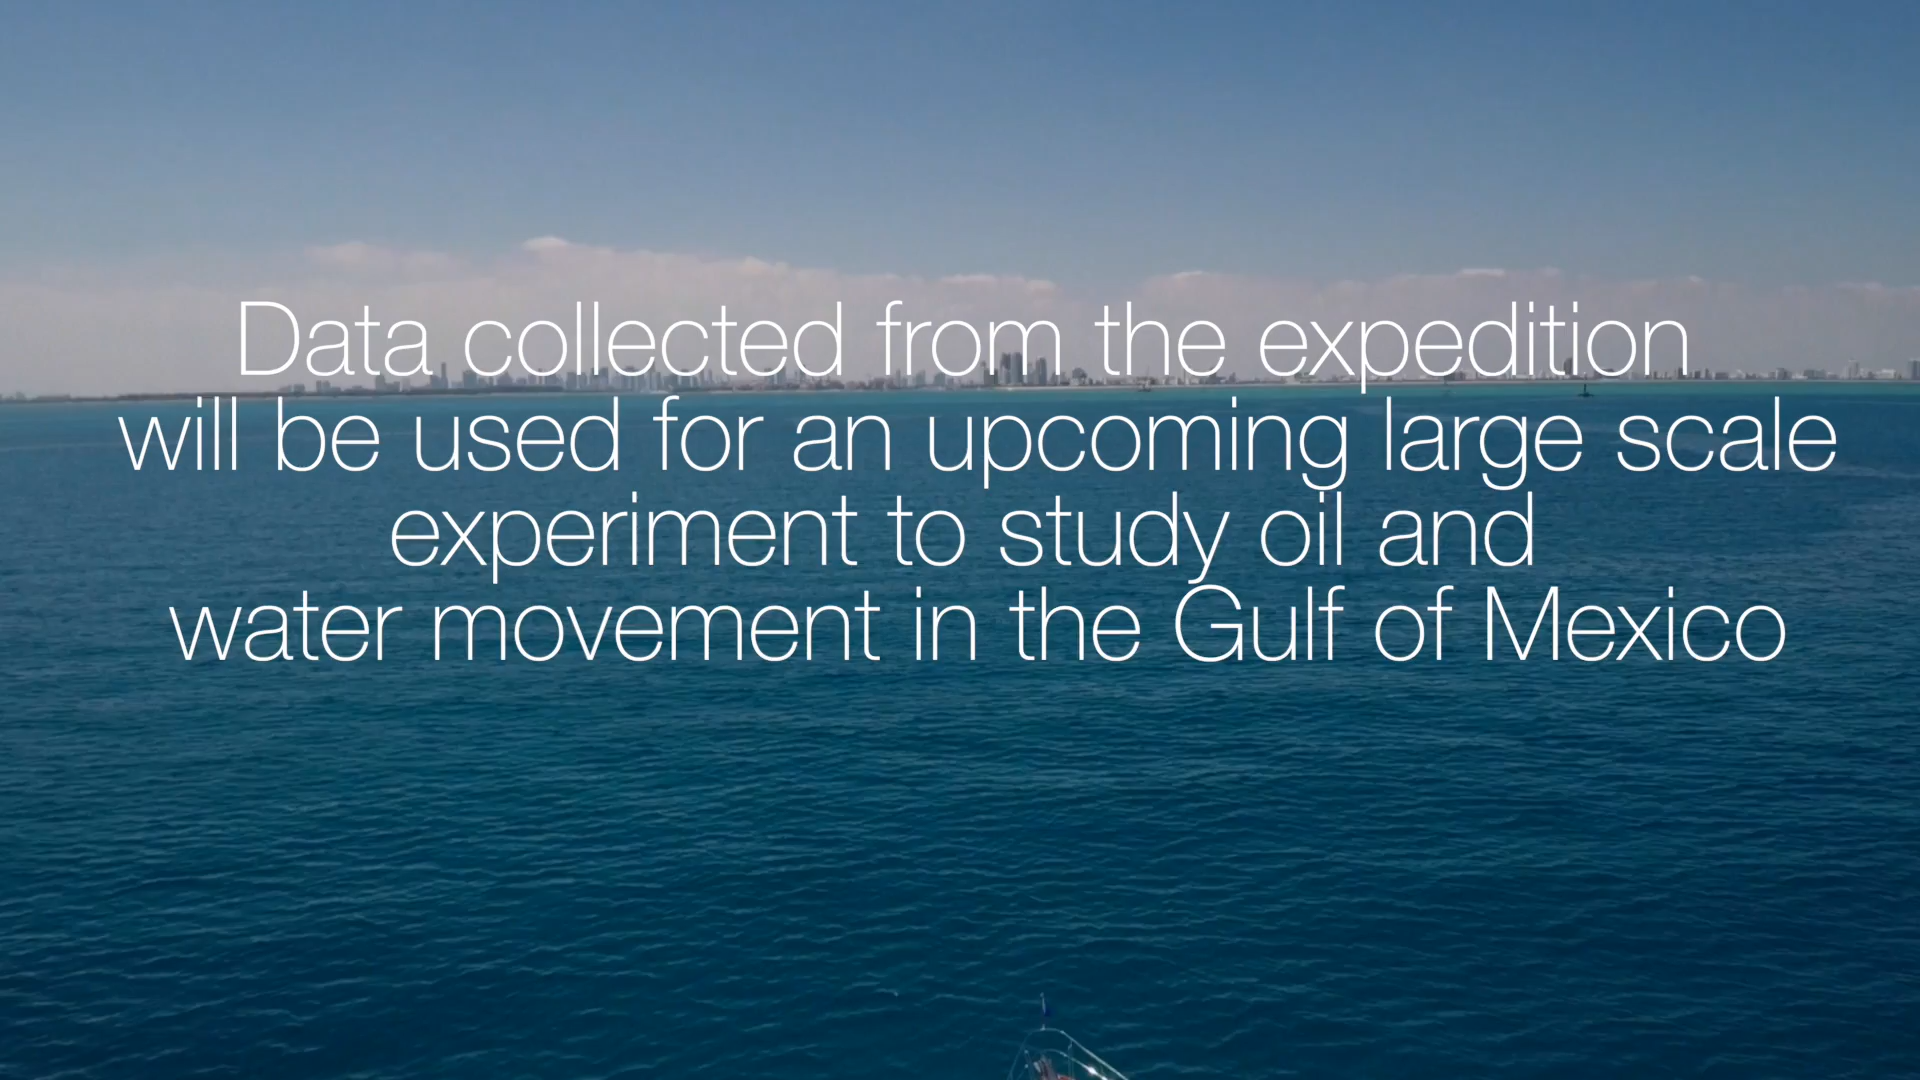 Data collected from the expedition
will be used for an upcoming large scale
experiment to study oil and
water movement in the Gulf of Mexico